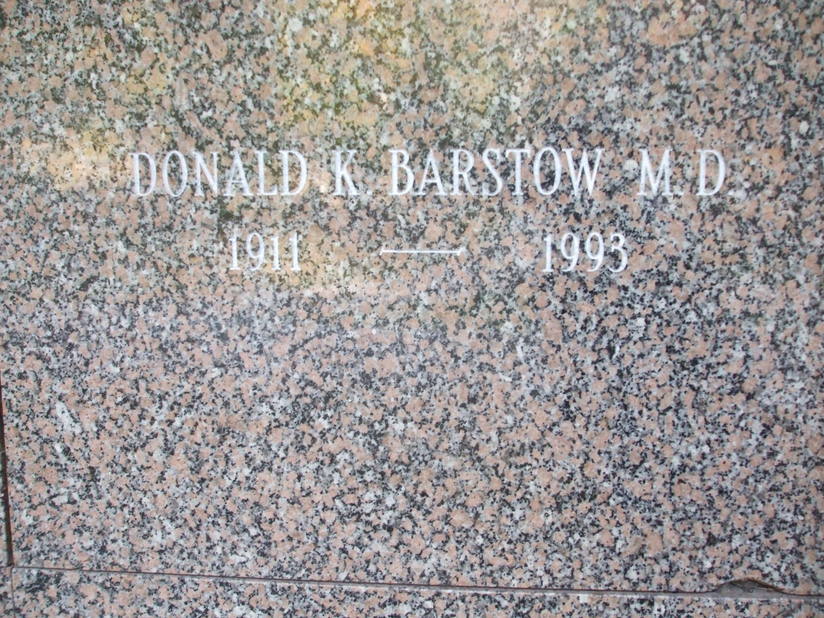 DONALD K. BARSTOW M.D.
1911 — 1993